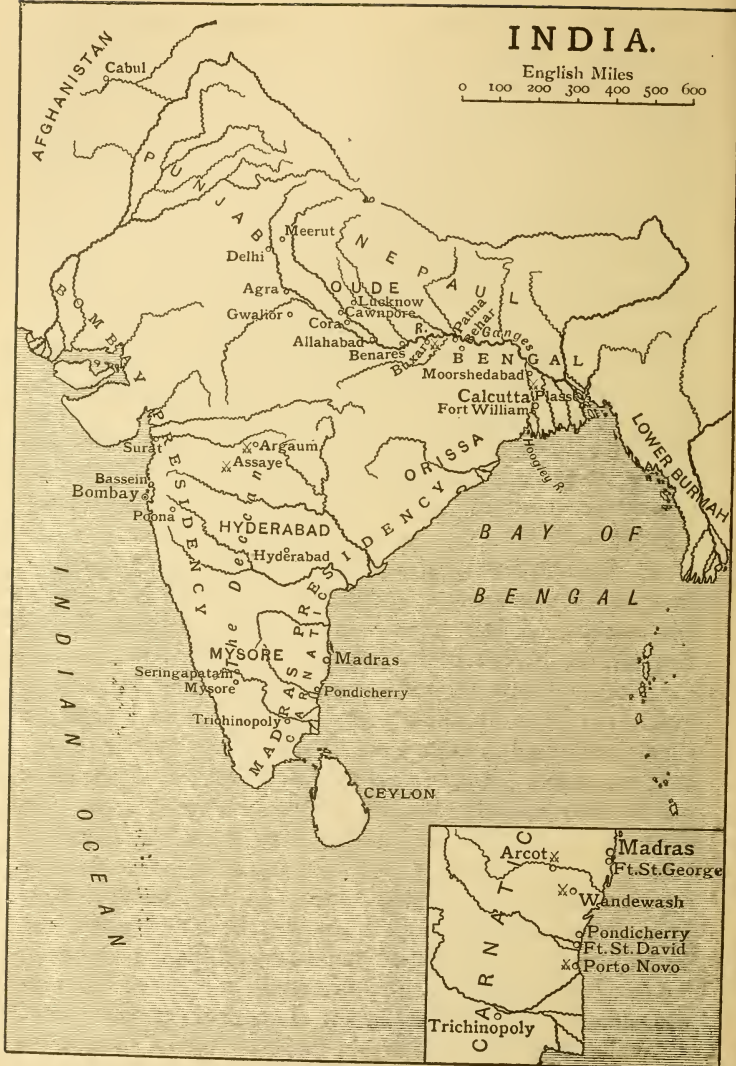 INDIA.
English Miles
0 100 200 300 400 500 600
AFGHANISTAN
Cabul
PUNJAB
Meerut
Delhi
NEPAUL
OUDE
Agra
Lucknow
Gwalior
Cawnpore
Cora
Allahabad
Benares
Buxar
R. Ganges
Patna
Behar
BENGAL
Moorshedabad
Calcutta
Plassey
Fort William
Hoogley R.
LOWER BURMAH
BOMBAY PRESIDENCY
Surat
Argaum
Assaye
ORISSA
Bassein
Bombay
Poona
HYDERABAD
Hyderabad
The Deccan
BAY OF
BENGAL
INDIAN OCEAN
MADRAS PRESIDENCY
CARNATIC
MYSORE
Madras
Seringapatam
Mysore
Pondicherry
Trichinopoly
CEYLON
CARNATIC
Arcot
Madras
Ft.St.George
Wandewash
Pondicherry
Ft.St.David
Porto Novo
Trichinopoly